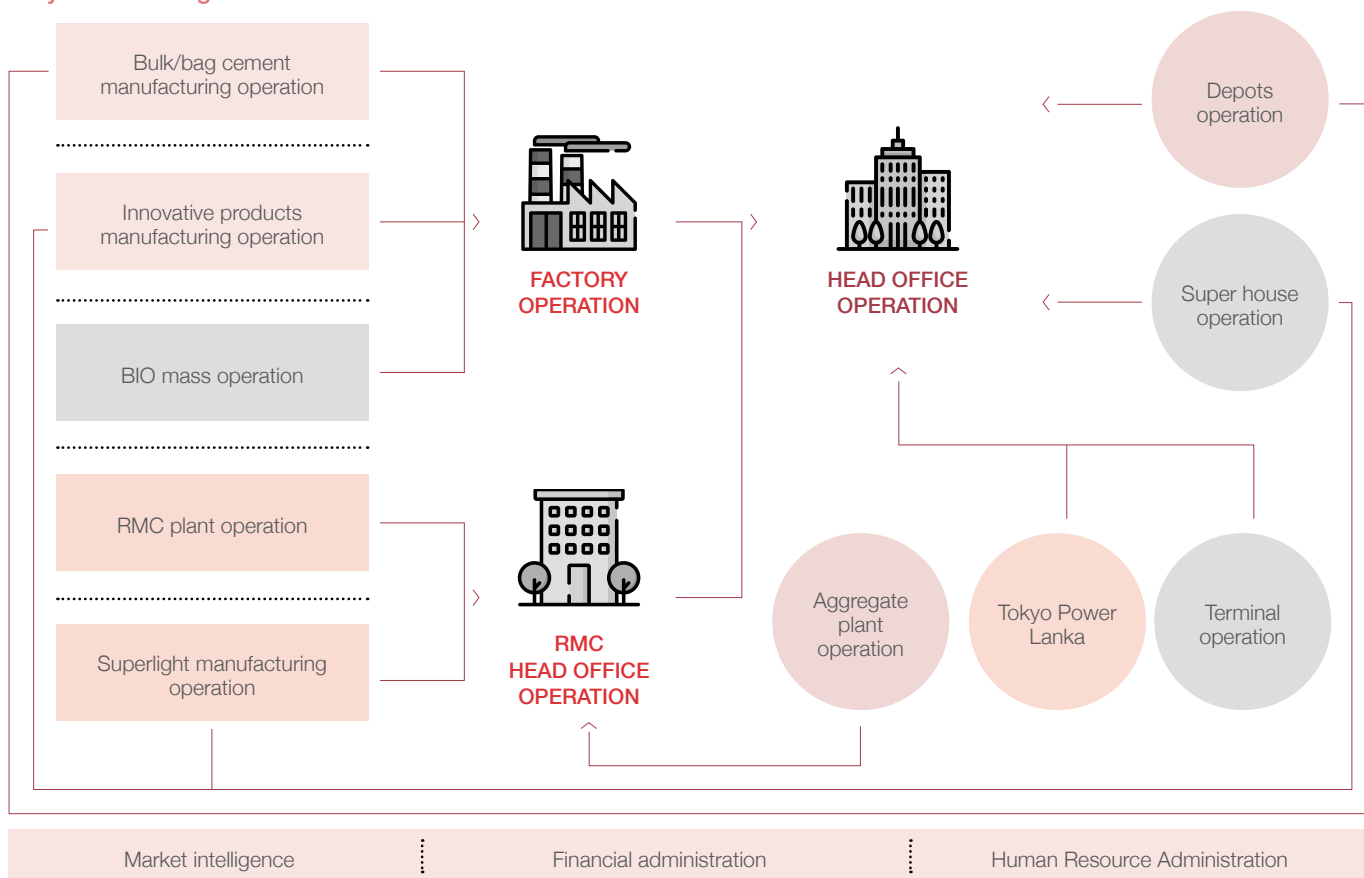 Bulk/bag cement
manufacturing operation
Innovative products
manufacturing operation
BIO mass operation
RMC plant operation
Superlight manufacturing
operation
FACTORY
OPERATION
RMC
HEAD OFFICE
OPERATION
HEAD OFFICE
OPERATION
Depots
operation
Super house
operation
Aggregate
plant
operation
Tokyo Power
Lanka
Terminal
operation
Market intelligence
Financial administration
Human Resource Administration